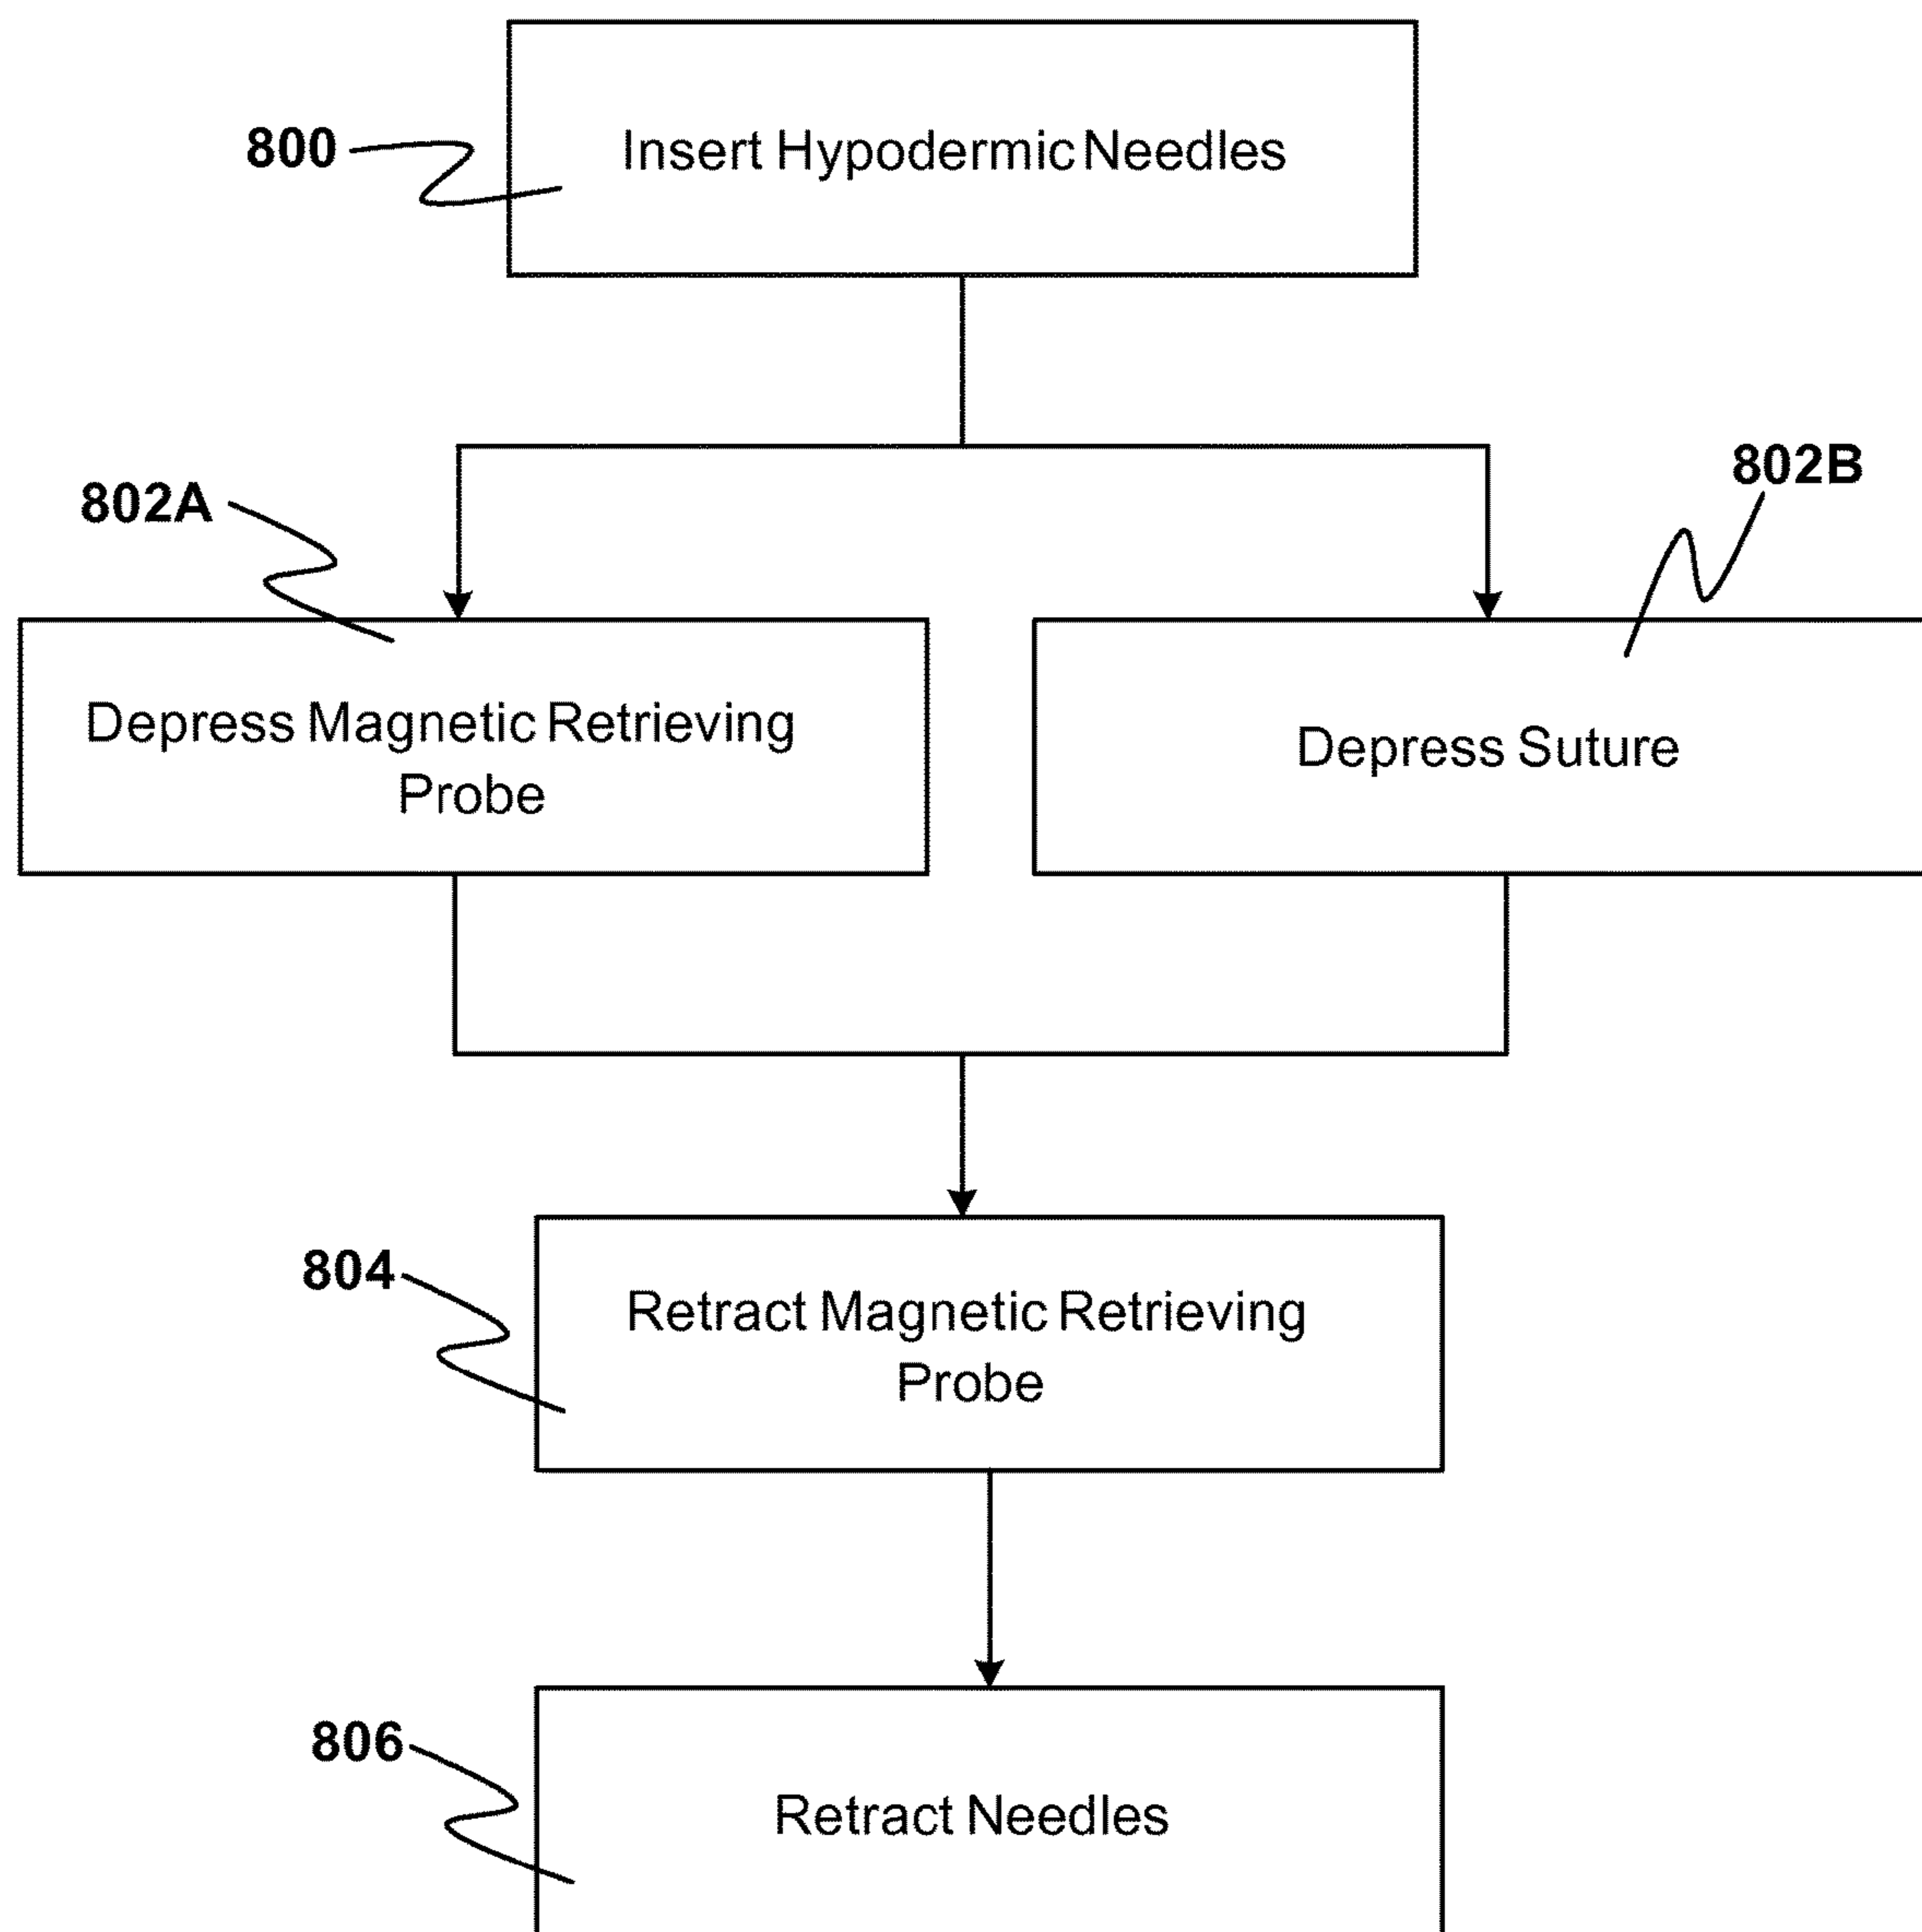 800
Insert Hypodermic Needles
802A
802B
Depress Magnetic Retrieving
Probe
Depress Suture
804
Retract Magnetic Retrieving
Probe
806
Retract Needles